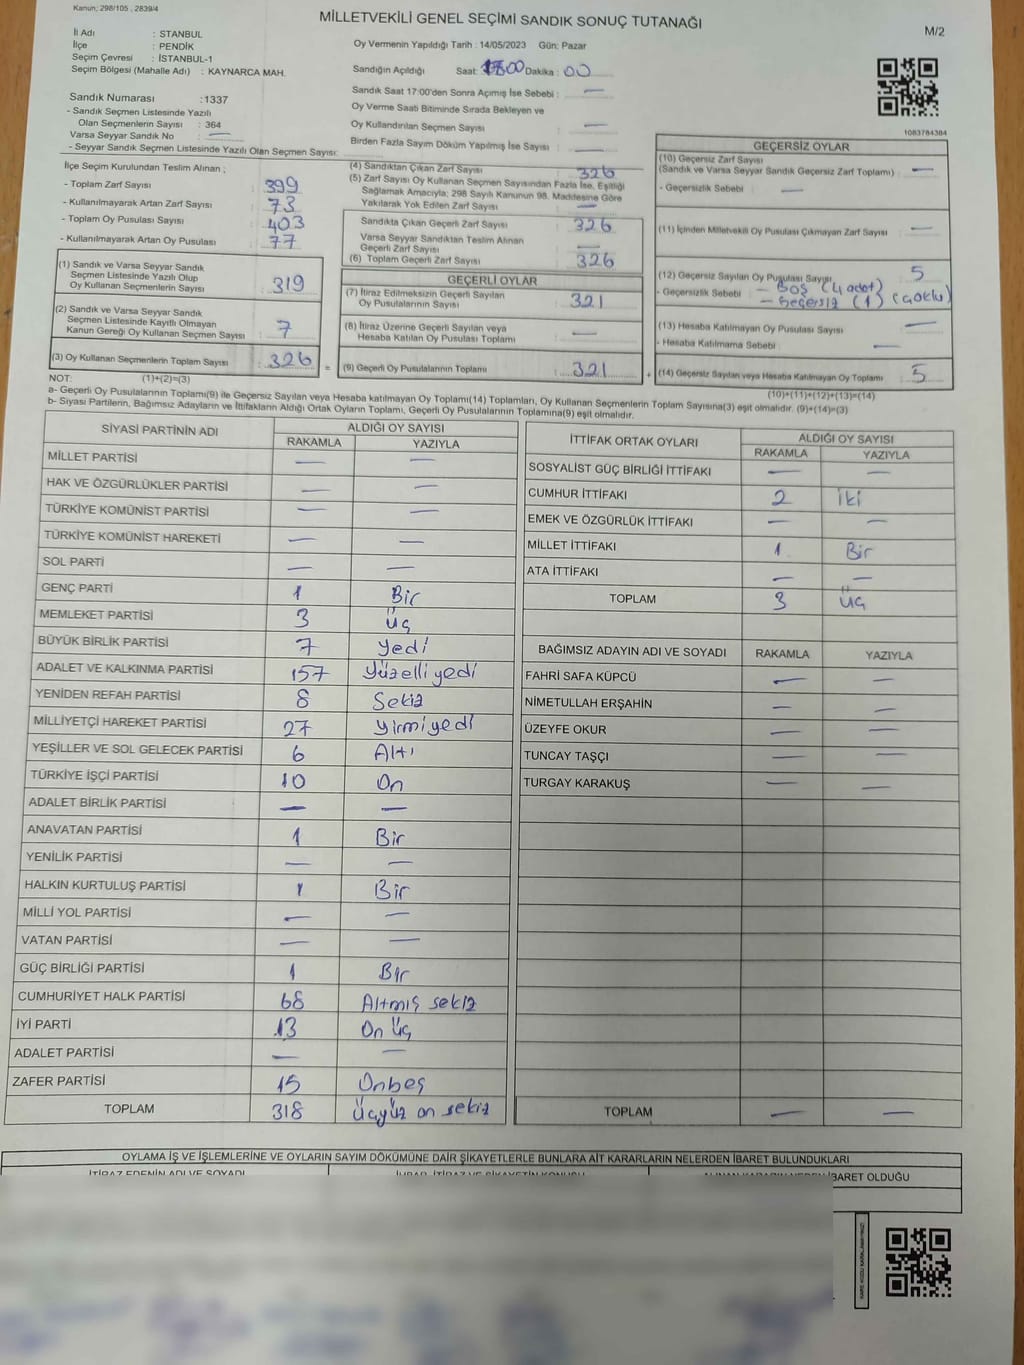 Kanun; 298/105 , 2839/4
MİLLETVEKİLİ GENEL SEÇİMİ SANDIK SONUÇ TUTANAĞI
M/2
İl Adı : STANBUL
İlçe : PENDİK
Seçim Çevresi : İSTANBUL-1
Seçim Bölgesi (Mahalle Adı) : KAYNARCA MAH.
Sandık Numarası : 1337
- Sandık Seçmen Listesinde Yazılı
Olan Seçmenlerin Sayısı : 364
Varsa Seyyar Sandık No : —
- Seyyar Sandık Seçmen Listesinde Yazılı Olan Seçmen Sayısı:
Oy Vermenin Yapıldığı Tarih : 14/05/2023 Gün: Pazar
Sandığın Açıldığı Saat: Dakika : 00
Sandık Saat 17:00'den Sonra Açımış İse Sebebi : —
Oy Verme Saati Bitiminde Sırada Bekleyen ve
Oy Kullandırılan Seçmen Sayısı —
Birden Fazla Sayım Döküm Yapılmış İse Sayısı : —
1083784384
İlçe Seçim Kurulundan Teslim Alınan ;
- Toplam Zarf Sayısı 399
- Kullanılmayarak Artan Zarf Sayısı : 73
- Toplam Oy Pusulası Sayısı : 403
- Kullanılmayarak Artan Oy Pusulası : 77
(1) Sandık ve Varsa Seyyar Sandık
Seçmen Listesinde Yazılı Olup
Oy Kullanan Seçmenlerin Sayısı : 319
(2) Sandık ve Varsa Seyyar Sandık
Seçmen Listesinde Kayıtlı Olmayan
Kanun Gereği Oy Kullanan Seçmen Sayısı : 7
(3) Oy Kullanan Seçmenlerin Toplam Sayısı : 326
(4) Sandıktan Çıkan Zarf Sayısı : 326
(5) Zarf Sayısı Oy Kullanan Seçmen Sayısından Fazla İse, Eşitliği
Sağlamak Amacıyla; 298 Sayılı Kanunun 98. Maddesine Göre
Yakılarak Yok Edilen Zarf Sayısı : —
Sandıkta Çıkan Geçerli Zarf Sayısı : 326
Varsa Seyyar Sandıktan Teslim Alınan
Geçerli Zarf Sayısı —
(6) Toplam Geçerli Zarf Sayısı : 326
GEÇERLİ OYLAR
(7) İtiraz Edilmeksizin Geçerli Sayılan
Oy Pusulalarının Sayısı : 321
(8) İtiraz Üzerine Geçerli Sayılan veya
Hesaba Katılan Oy Pusulası Toplamı : —
= (9) Geçerli Oy Pusulalarının Toplamı : 321 +
GEÇERSİZ OYLAR
(10) Geçersiz Zarf Sayısı
(Sandık ve Varsa Seyyar Sandık Geçersiz Zarf Toplamı) : —
- Geçersizlik Sebebi : —
(11) İçinden Milletvekili Oy Pusulası Çıkmayan Zarf Sayısı : —
(12) Geçersiz Sayılan Oy Pusulası Sayısı 5
- Geçersizlik Sebebi : — Boş (4 adet)
— Geçersiz (1) (çoklu)
(13) Hesaba Katılmayan Oy Pusulası Sayısı : —
- Hesaba Katılmama Sebebi : —
(14) Geçersiz Sayılan veya Hesaba Katılmayan Oy Toplamı : 5
NOT: (1)+(2)=(3) (10)+(11)+(12)+(13)=(14)
a- Geçerli Oy Pusulalarının Toplamı(9) ile Geçersiz Sayılan veya Hesaba katılmayan Oy Toplamı(14) Toplamları, Oy Kullanan Seçmenlerin Toplam Sayısına(3) eşit olmalıdır. (9)+(14)=(3)
b- Siyasi Partilerin, Bağımsız Adayların ve İttifakların Aldığı Ortak Oyların Toplamı, Geçerli Oy Pusulalarının Toplamına(9) eşit olmalıdır.
SİYASİ PARTİNİN ADI ALDIĞI OY SAYISI
RAKAMLA YAZIYLA
MİLLET PARTİSİ — —
HAK VE ÖZGÜRLÜKLER PARTİSİ — —
TÜRKİYE KOMÜNİST PARTİSİ — —
TÜRKİYE KOMÜNİST HAREKETİ — —
SOL PARTİ — —
GENÇ PARTİ 1 Bir
MEMLEKET PARTİSİ 3 Üç
BÜYÜK BİRLİK PARTİSİ 7 Yedi
ADALET VE KALKINMA PARTİSİ 157 Yüzelli yedi
YENİDEN REFAH PARTİSİ 8 Sekiz
MİLLİYETÇİ HAREKET PARTİSİ 27 yirmiyedi
YEŞİLLER VE SOL GELECEK PARTİSİ 6 Altı
TÜRKİYE İŞÇİ PARTİSİ 10 On
ADALET BİRLİK PARTİSİ — —
ANAVATAN PARTİSİ 1 Bir
YENİLİK PARTİSİ — —
HALKIN KURTULUŞ PARTİSİ 1 Bir
MİLLİ YOL PARTİSİ — —
VATAN PARTİSİ — —
GÜÇ BİRLİĞİ PARTİSİ 1 Bir
CUMHURİYET HALK PARTİSİ 68 Altmış sekiz
İYİ PARTİ 13 On üç
ADALET PARTİSİ — —
ZAFER PARTİSİ 15 Onbeş
TOPLAM 318 Üçyüz on sekiz
İTTİFAK ORTAK OYLARI ALDIĞI OY SAYISI
RAKAMLA YAZIYLA
SOSYALİST GÜÇ BİRLİĞİ İTTİFAKI — —
CUMHUR İTTİFAKI 2 iki
EMEK VE ÖZGÜRLÜK İTTİFAKI — —
MİLLET İTTİFAKI 1 Bir
ATA İTTİFAKI — —
TOPLAM 3 Üç
BAĞIMSIZ ADAYIN ADI VE SOYADI RAKAMLA YAZIYLA
FAHRİ SAFA KÜPCÜ — —
NİMETULLAH ERŞAHİN — —
ÜZEYFE OKUR — —
TUNCAY TAŞÇI — —
TURGAY KARAKUŞ — —
TOPLAM — —
OYLAMA İŞ VE İŞLEMLERİNE VE OYLARIN SAYIM DÖKÜMÜNE DAİR ŞİKAYETLERLE BUNLARA AİT KARARLARIN NELERDEN İBARET BULUNDUKLARI
İTİRAZ EDENİN ADI VE SOYADI
İBARET OLDUĞU